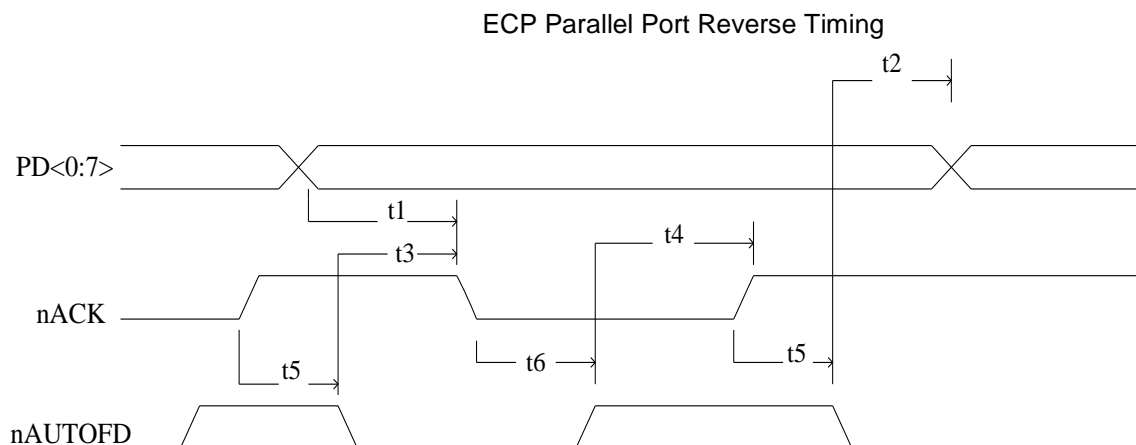 ECP Parallel Port Reverse Timing
t2
PD<0:7>
t1
t4
t3
nACK
t5
t6
t5
nAUTOFD